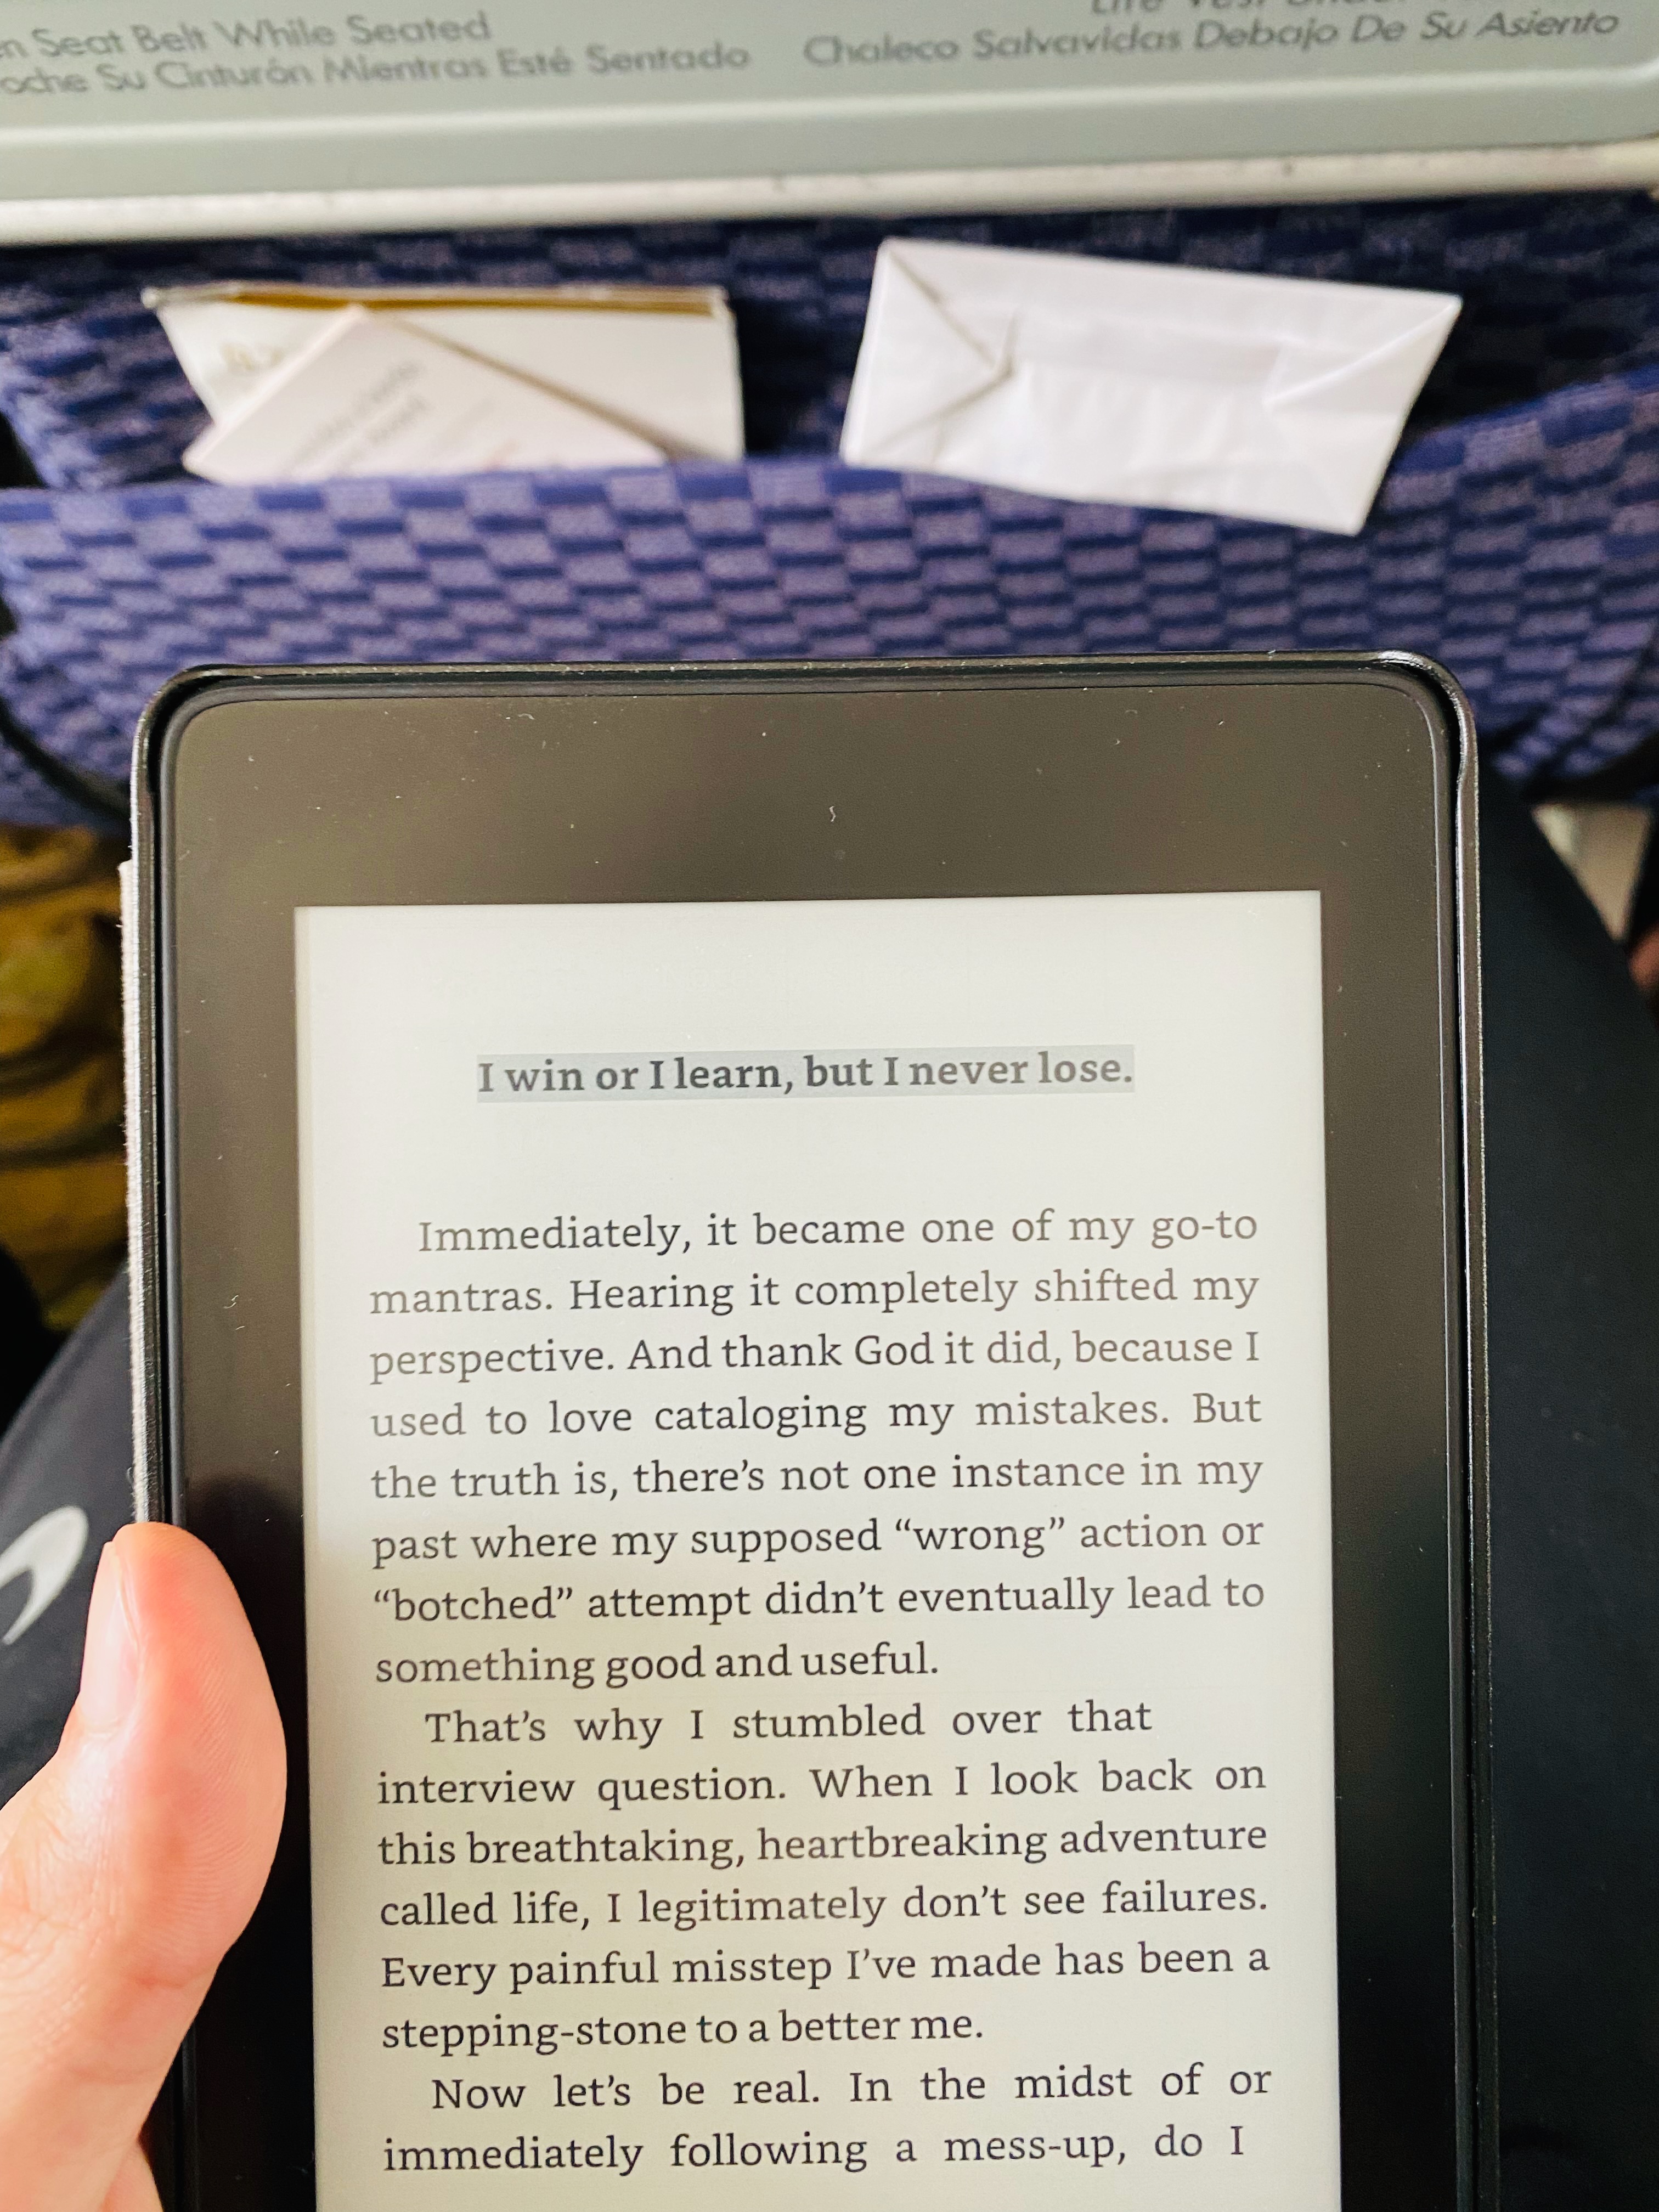 Seat Belt While Seated
Su Cinturón Mientras Esté Sentado
Chaleco Salvavidas Debajo De Su Asiento
I win or I learn, but I never lose.
Immediately, it became one of my go-to
mantras. Hearing it completely shifted my
perspective. And thank God it did, because I
used to love cataloging my mistakes. But
the truth is, there’s not one instance in my
past where my supposed “wrong” action or
“botched” attempt didn’t eventually lead to
something good and useful.
That’s why I stumbled over that
interview question. When I look back on
this breathtaking, heartbreaking adventure
called life, I legitimately don’t see failures.
Every painful misstep I’ve made has been a
stepping-stone to a better me.
Now let’s be real. In the midst of or
immediately following a mess-up, do I